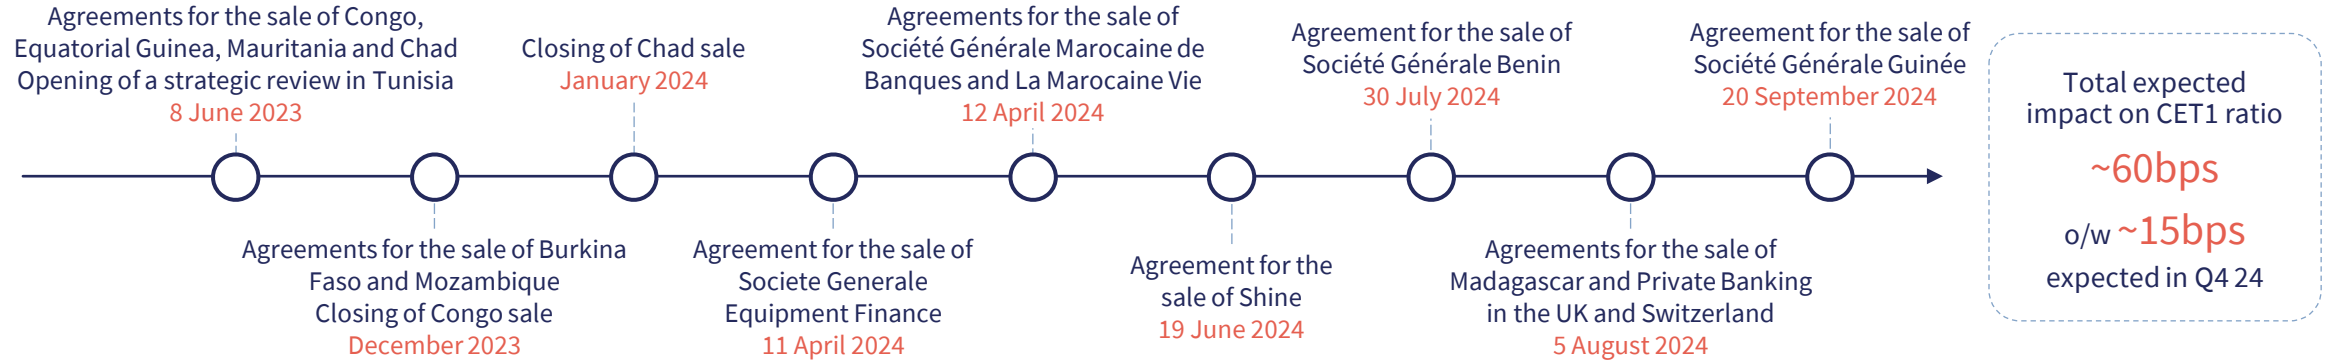 Agreements for the sale of Congo,
Equatorial Guinea, Mauritania and Chad
Opening of a strategic review in Tunisia
8 June 2023
Agreements for the sale of Burkina
Faso and Mozambique
Closing of Congo sale
December 2023
Closing of Chad sale
January 2024
Agreement for the sale of
Societe Generale
Equipment Finance
11 April 2024
Agreements for the sale of
Société Générale Marocaine de
Banques and La Marocaine Vie
12 April 2024
Agreement for the
sale of Shine
19 June 2024
Agreement for the sale of
Société Générale Benin
30 July 2024
Agreements for the sale of
Madagascar and Private Banking
in the UK and Switzerland
5 August 2024
Agreement for the sale of
Société Générale Guinée
20 September 2024
Total expected
impact on CET1 ratio
~60bps
o/w ~15bps
expected in Q4 24